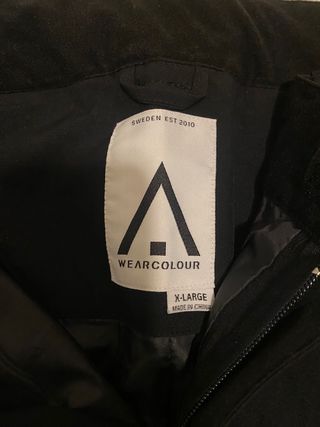 SWEDEN EST 2010
WEARCOLOUR
X-LARGE
MADE IN CHINA